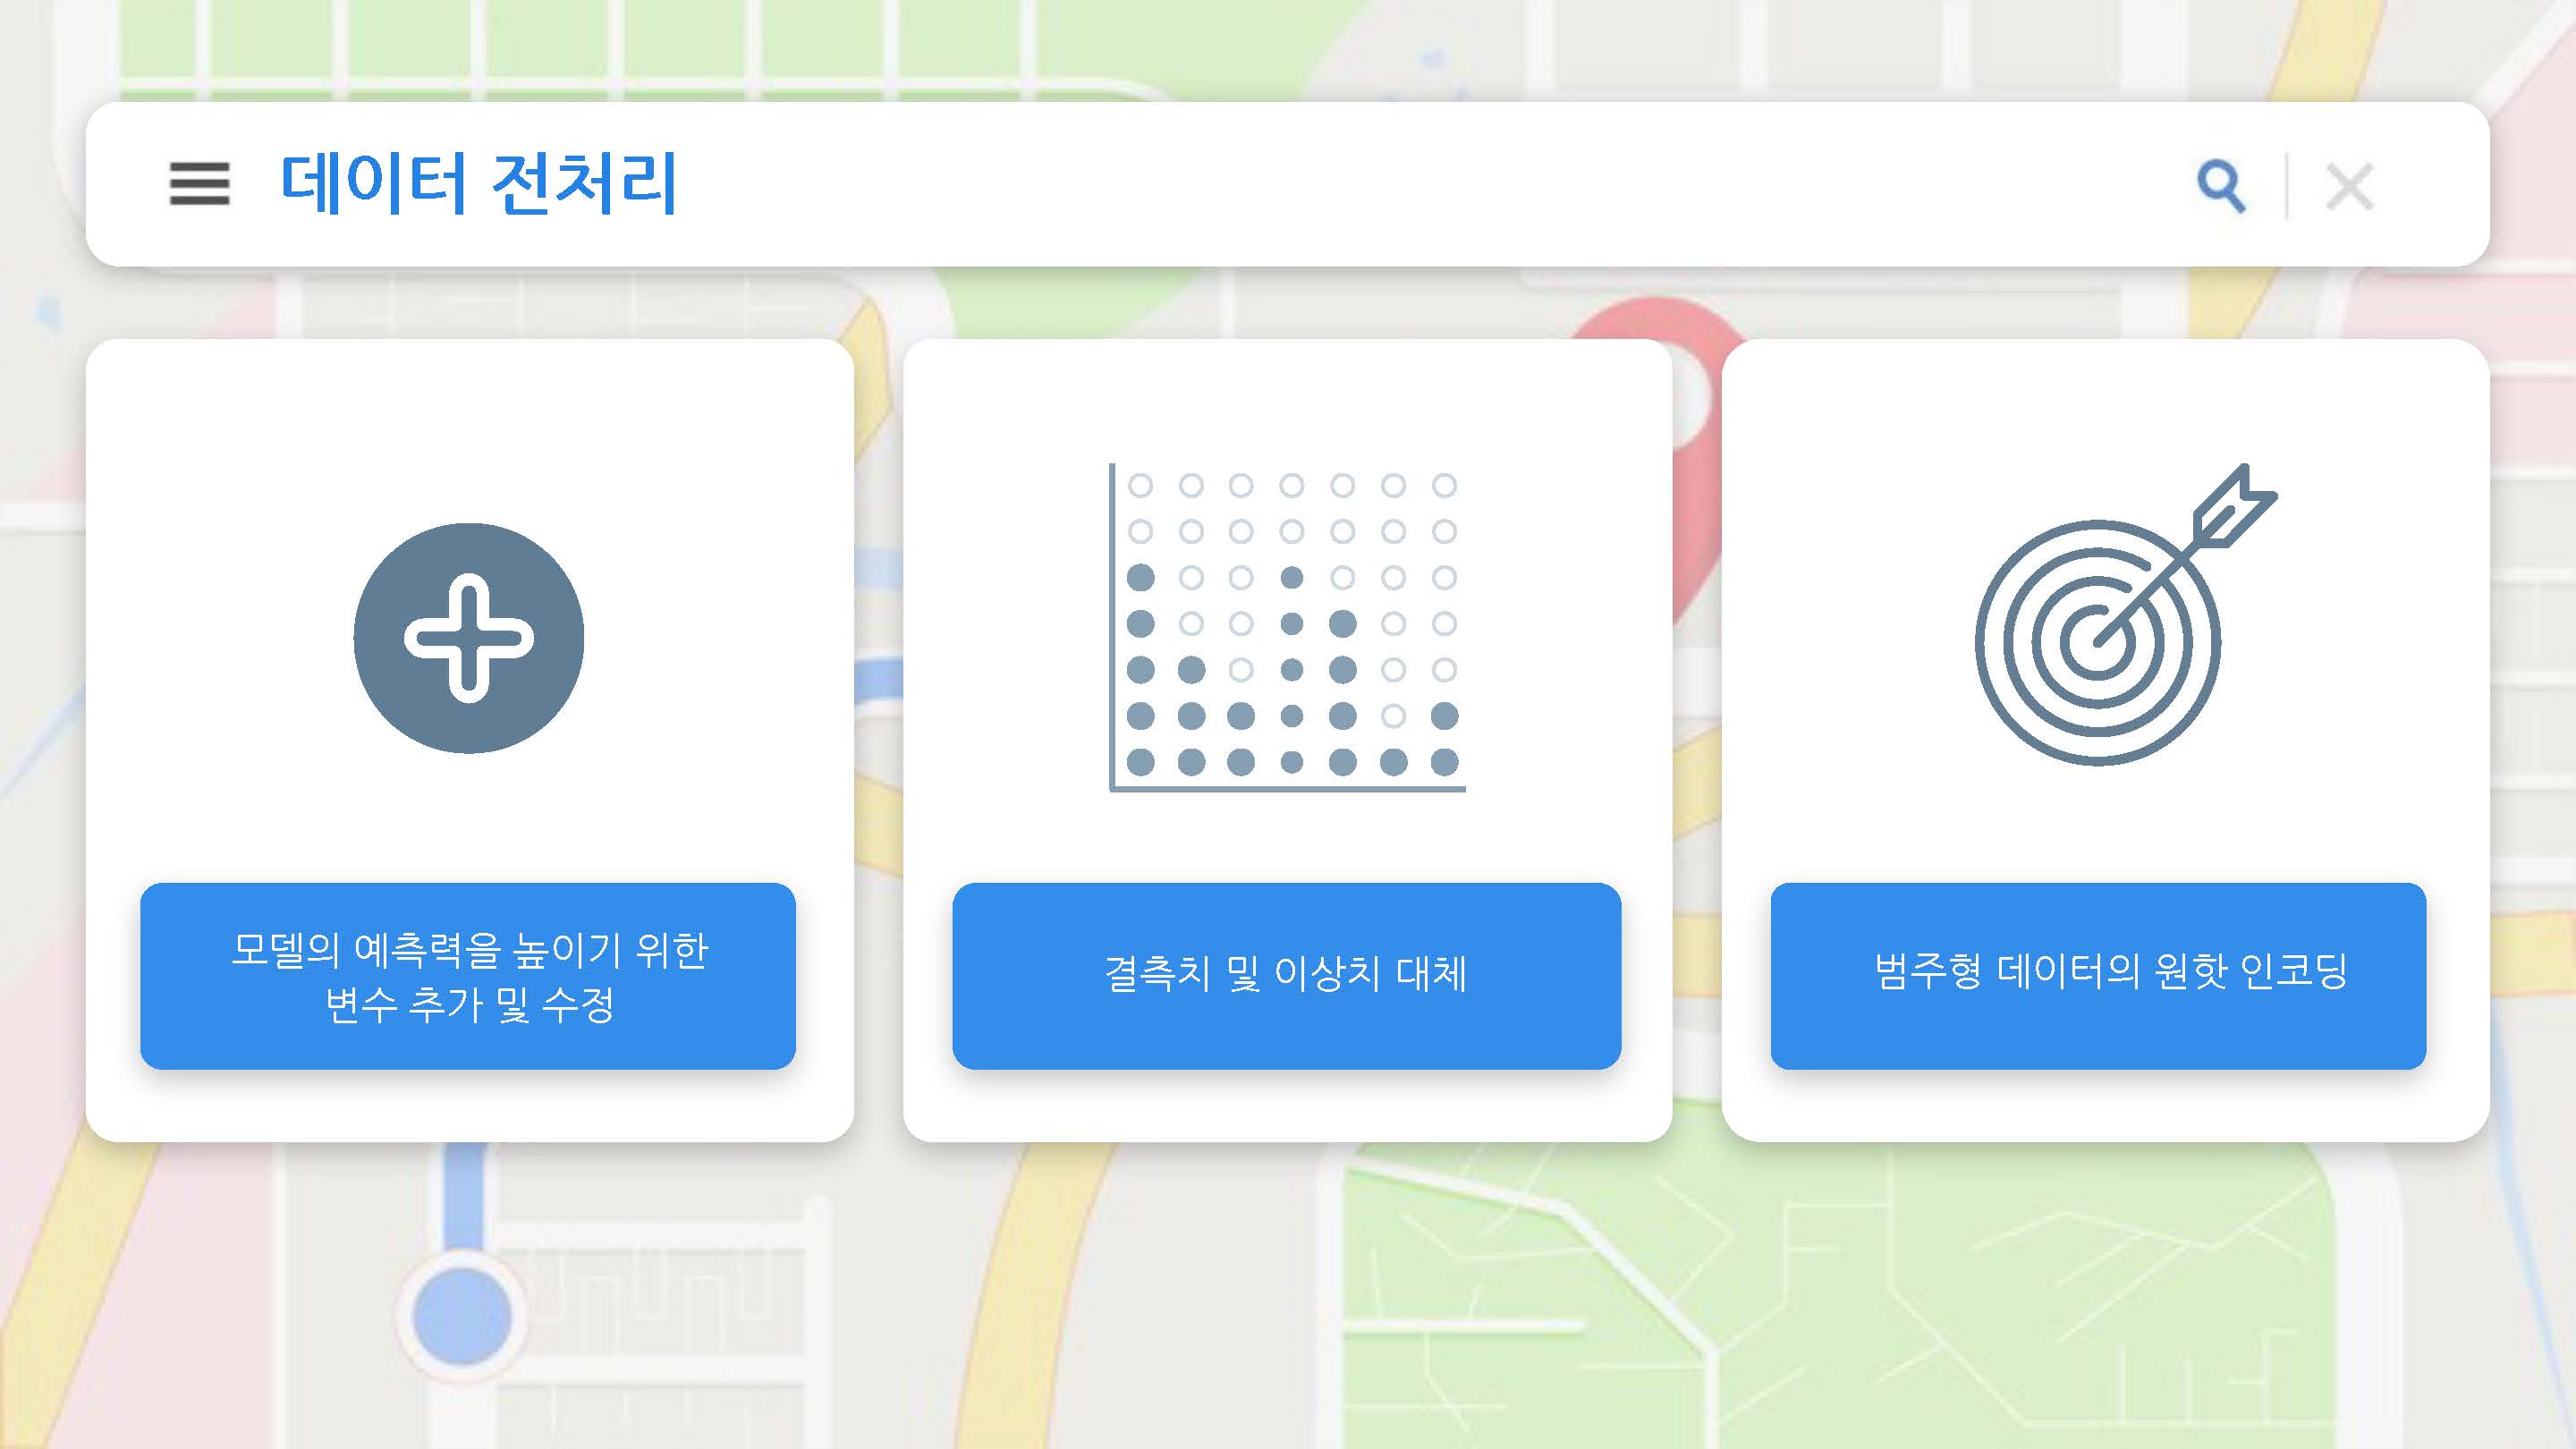 데이터 전처리
모델의 예측력을 높이기 위한
변수 추가 및 수정
결측치 및 이상치 대체
범주형 데이터의 원핫 인코딩